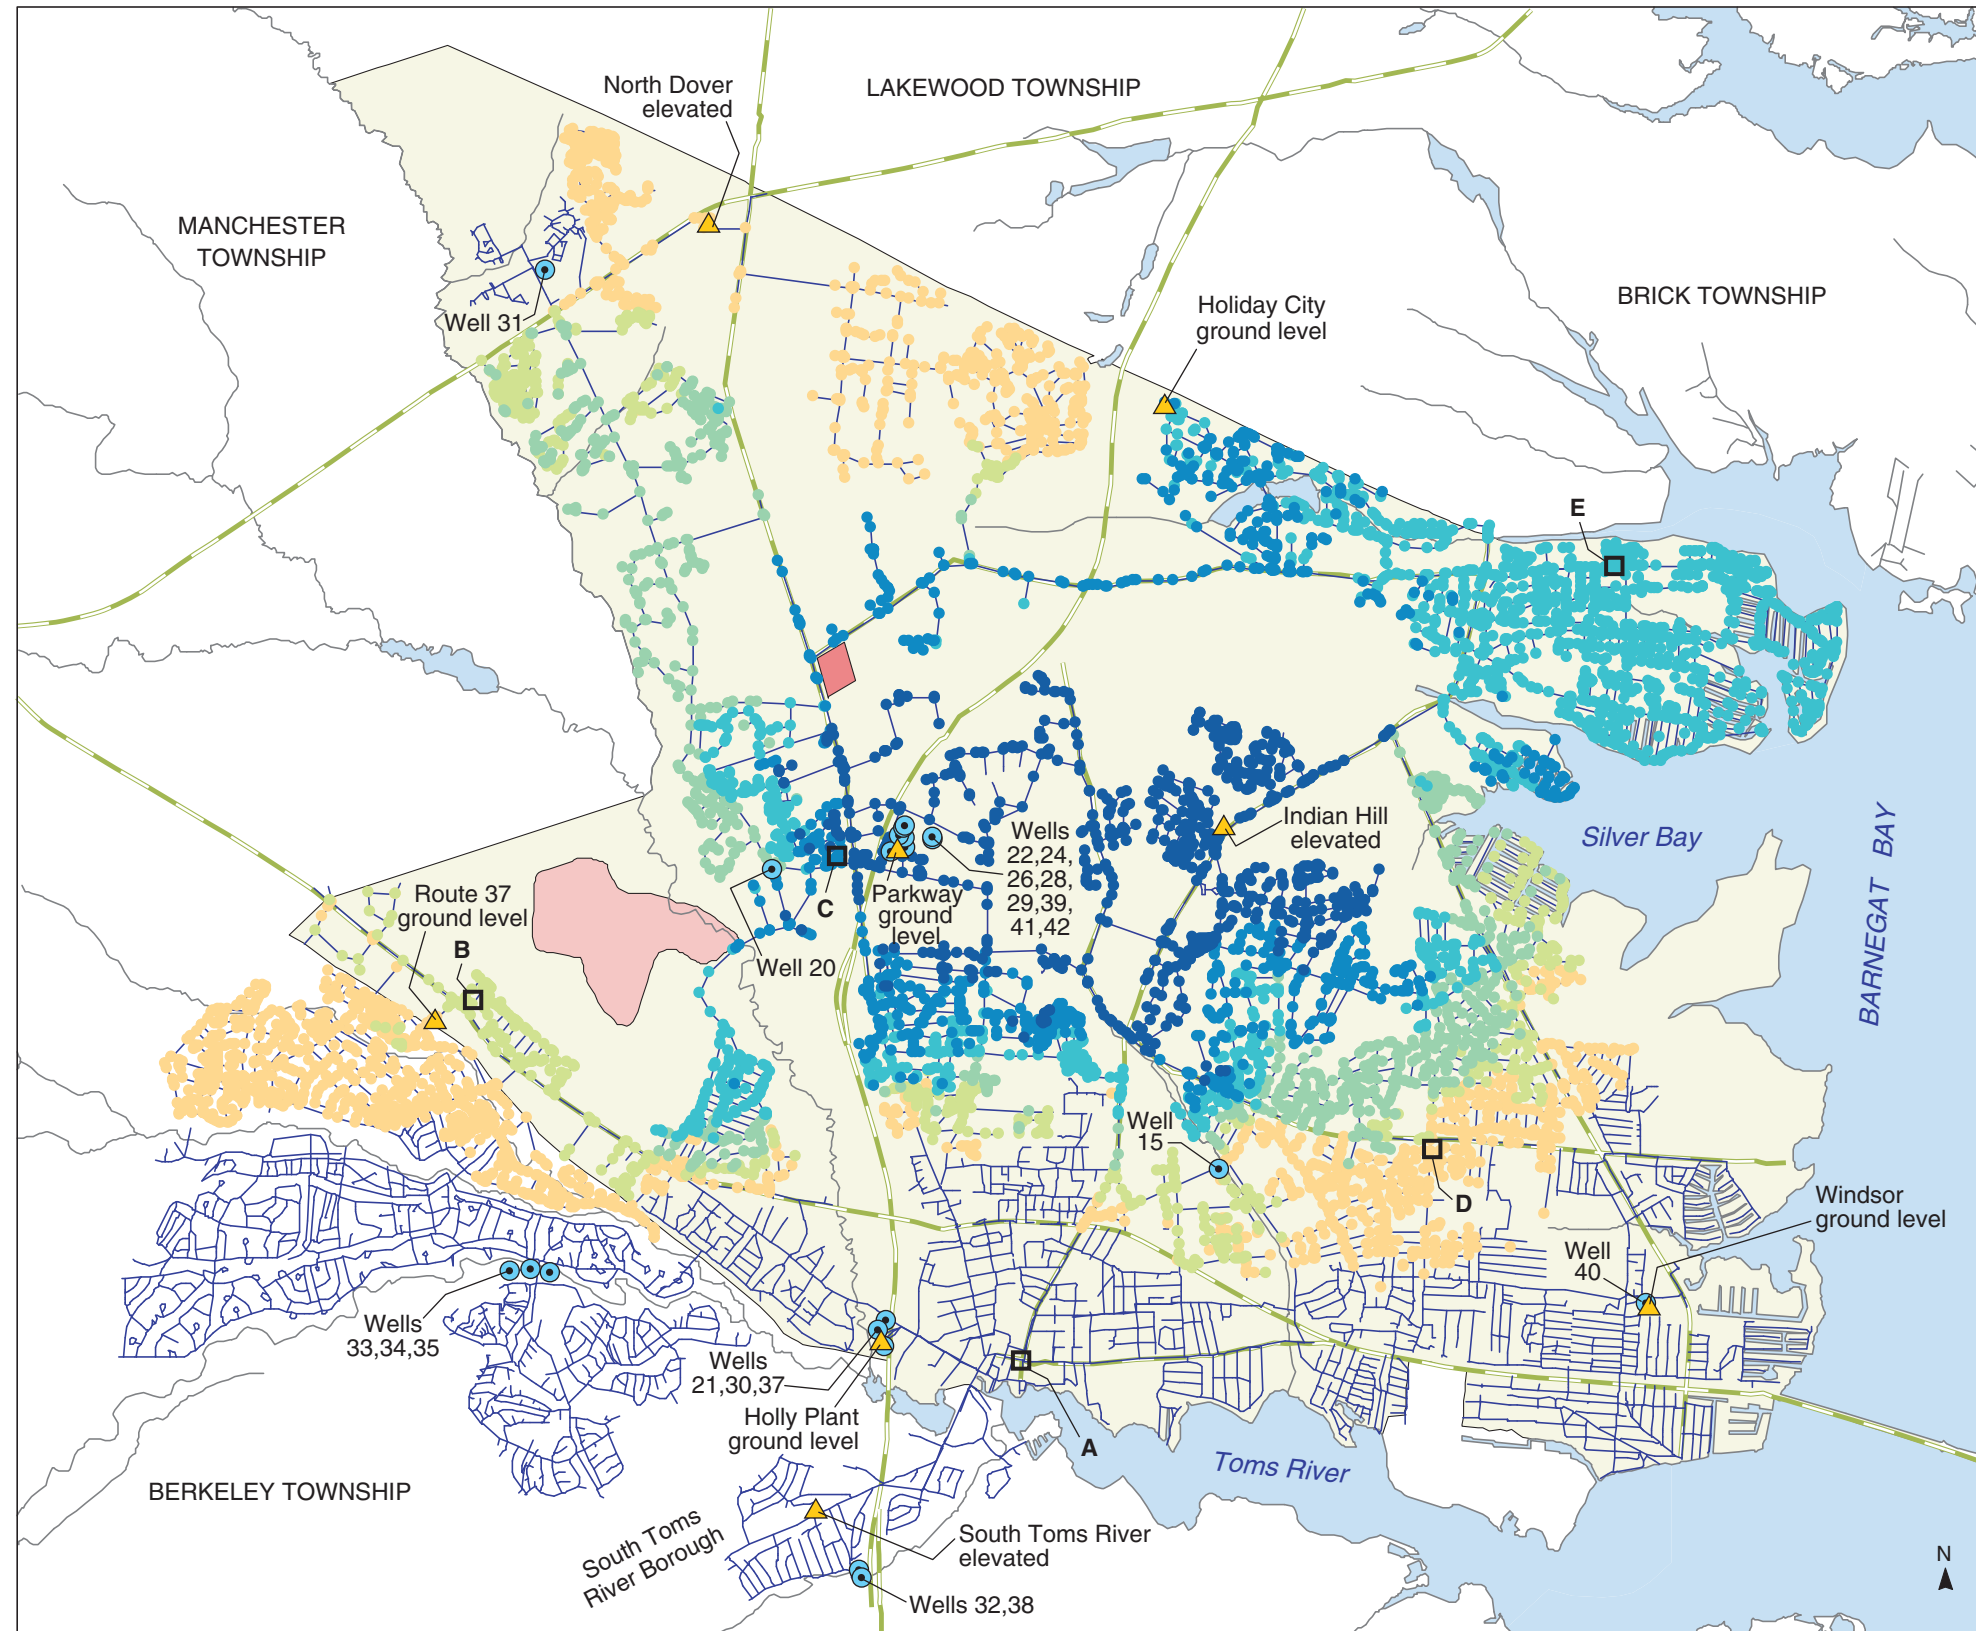 North Dover
elevated
LAKEWOOD TOWNSHIP
MANCHESTER
TOWNSHIP
Well 31
Holiday City
ground level
BRICK TOWNSHIP
E
Indian Hill
elevated
Silver Bay
BARNEGAT BAY
Wells
22,24,
26,28,
29,39,
41,42
Parkway
ground
level
C
Well 20
Route 37
ground level
B
Well
15
D
Windsor
ground level
Well
40
Wells
33,34,35
Wells
21,30,37
Holly Plant
ground level
A
Toms River
BERKELEY TOWNSHIP
South Toms
River Borough
South Toms River
elevated
Wells 32,38
N